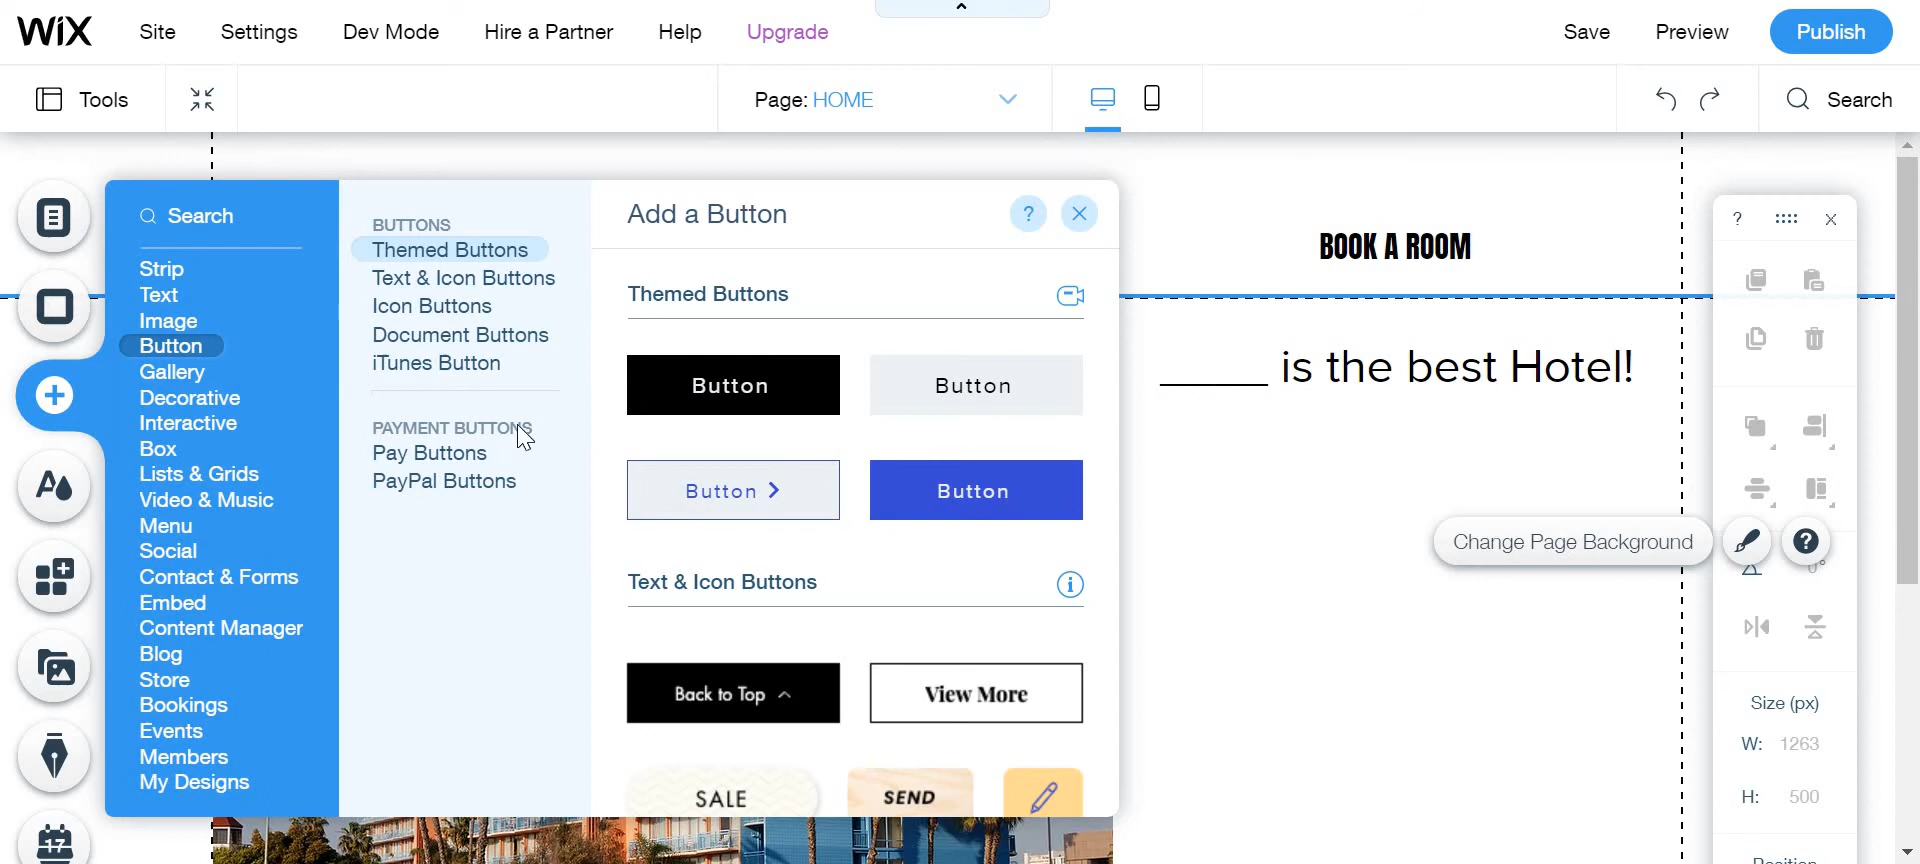 WIX Site Settings Dev Mode Hire a Partner Help Upgrade Save Preview Publish
Tools Page: HOME Search
Search
Strip
Text
Image
Button
Gallery
Decorative
Interactive
Box
Lists & Grids
Video & Music
Menu
Social
Contact & Forms
Embed
Content Manager
Blog
Store
Bookings
Events
Members
My Designs
17
BUTTONS
Themed Buttons
Text & Icon Buttons
Icon Buttons
Document Buttons
iTunes Button
PAYMENT BUTTONS
Pay Buttons
PayPal Buttons
Add a Button ?
Themed Buttons
Button Button
Button > Button
Text & Icon Buttons
Back to Top View More
SALE SEND
BOOK A ROOM
_____ is the best Hotel!
?
Change Page Background ?
0°
Size (px)
W: 1263
H: 500
Position